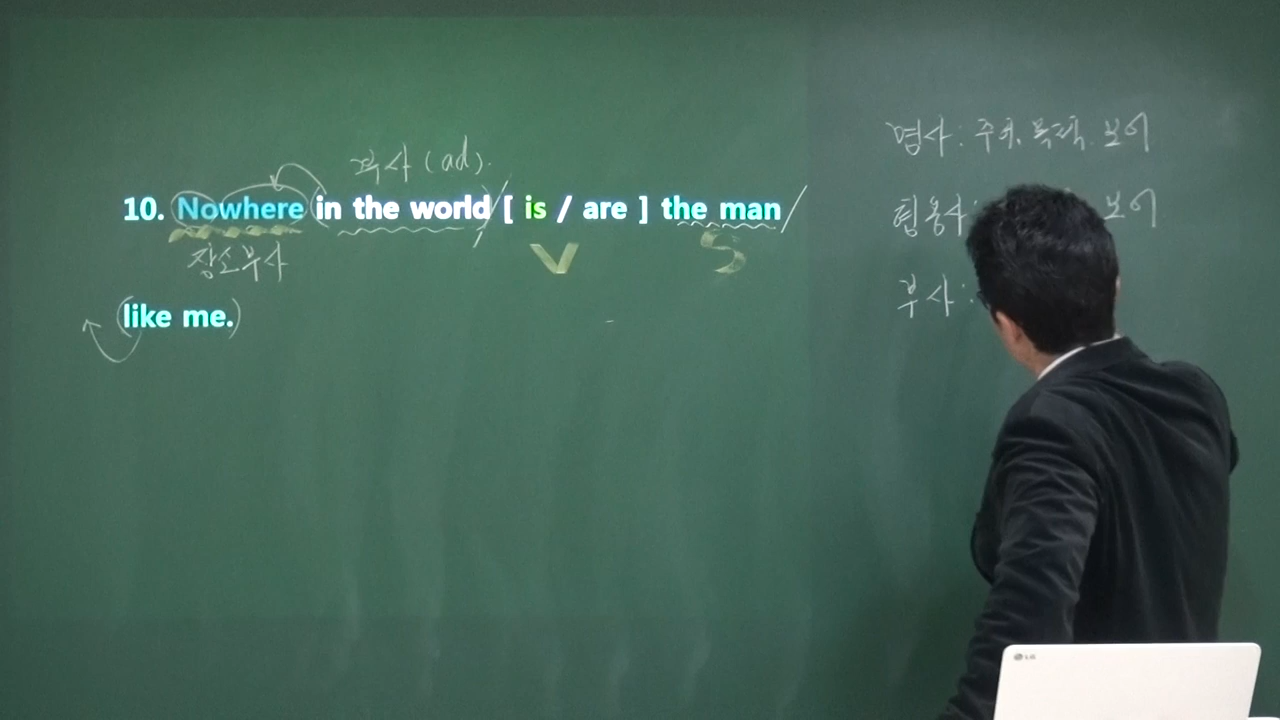 부사 (ad).
10. Nowhere in the world / [ is / are ] the man /
장소부사
V
S
(like me.)
명사 : 주어, 목적, 보어
형용사 보어
부사 :
LG